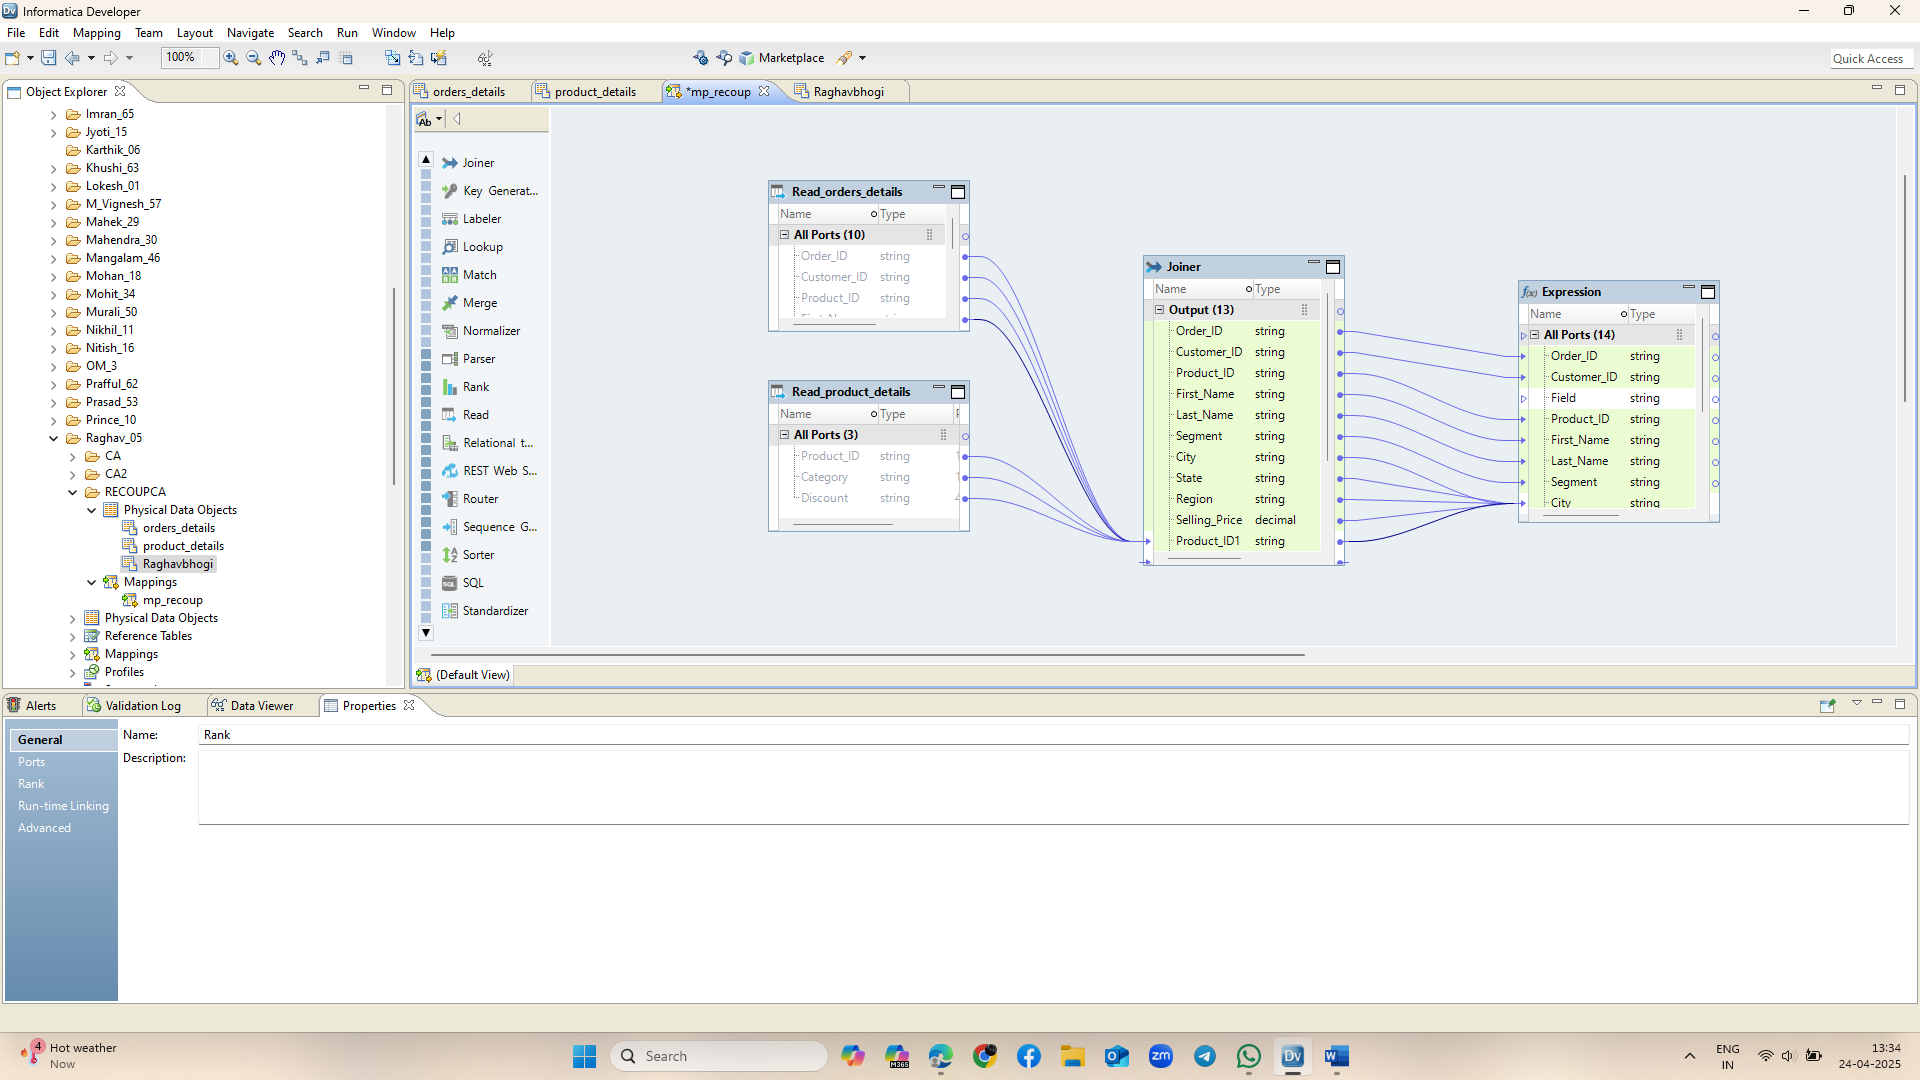 Informatica Developer
File Edit Mapping Team Layout Navigate Search Run Window Help
100% Marketplace Quick Access
Object Explorer
Imran_65
Jyoti_15
Karthik_06
Khushi_63
Lokesh_01
M_Vignesh_57
Mahek_29
Mahendra_30
Mangalam_46
Mohan_18
Mohit_34
Murali_50
Nikhil_11
Nitish_16
OM_3
Prafful_62
Prasad_53
Prince_10
Raghav_05
CA
CA2
RECOUPCA
Physical Data Objects
orders_details
product_details
Raghavbhogi
Mappings
mp_recoup
Physical Data Objects
Reference Tables
Mappings
Profiles
orders_details product_details *mp_recoup Raghavbhogi
Ab
Joiner
Key Generat...
Labeler
Lookup
Match
Merge
Normalizer
Parser
Rank
Read
Relational t...
REST Web S...
Router
Sequence G...
Sorter
SQL
Standardizer
Read_orders_details
Name Type
All Ports (10)
Order_ID string
Customer_ID string
Product_ID string
Read_product_details
Name Type
All Ports (3)
Product_ID string
Category string
Discount string
Joiner
Name Type
Output (13)
Order_ID string
Customer_ID string
Product_ID string
First_Name string
Last_Name string
Segment string
City string
State string
Region string
Selling_Price decimal
Product_ID1 string
f(x) Expression
Name Type
All Ports (14)
Order_ID string
Customer_ID string
Field string
Product_ID string
First_Name string
Last_Name string
Segment string
City string
(Default View)
Alerts Validation Log Data Viewer Properties
General
Ports
Rank
Run-time Linking
Advanced
Name: Rank
Description:
4 Hot weather
Now
Search
M365
zm
Dv
W
ENG
IN
13:34
24-04-2025